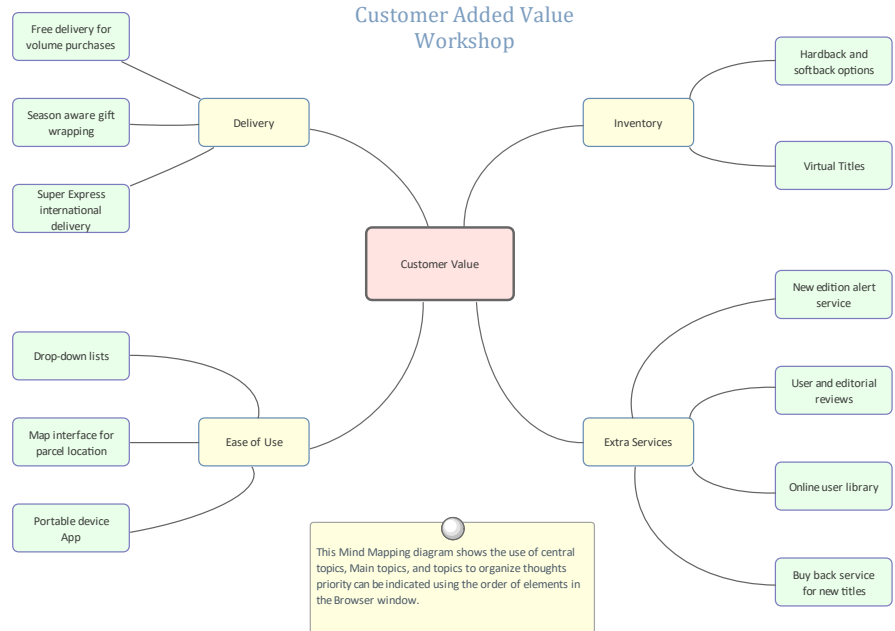 Customer Added Value
Workshop
Free delivery for
volume purchases
Season aware gift
wrapping
Super Express
international
delivery
Delivery
Inventory
Hardback and
softback options
Virtual Titles
Customer Value
Drop-down lists
Map interface for
parcel location
Portable device
App
Ease of Use
Extra Services
New edition alert
service
User and editorial
reviews
Online user library
Buy back service
for new titles
This Mind Mapping diagram shows the use of central
topics, Main topics, and topics to organize thoughts
priority can be indicated using the order of elements in
the Browser window.